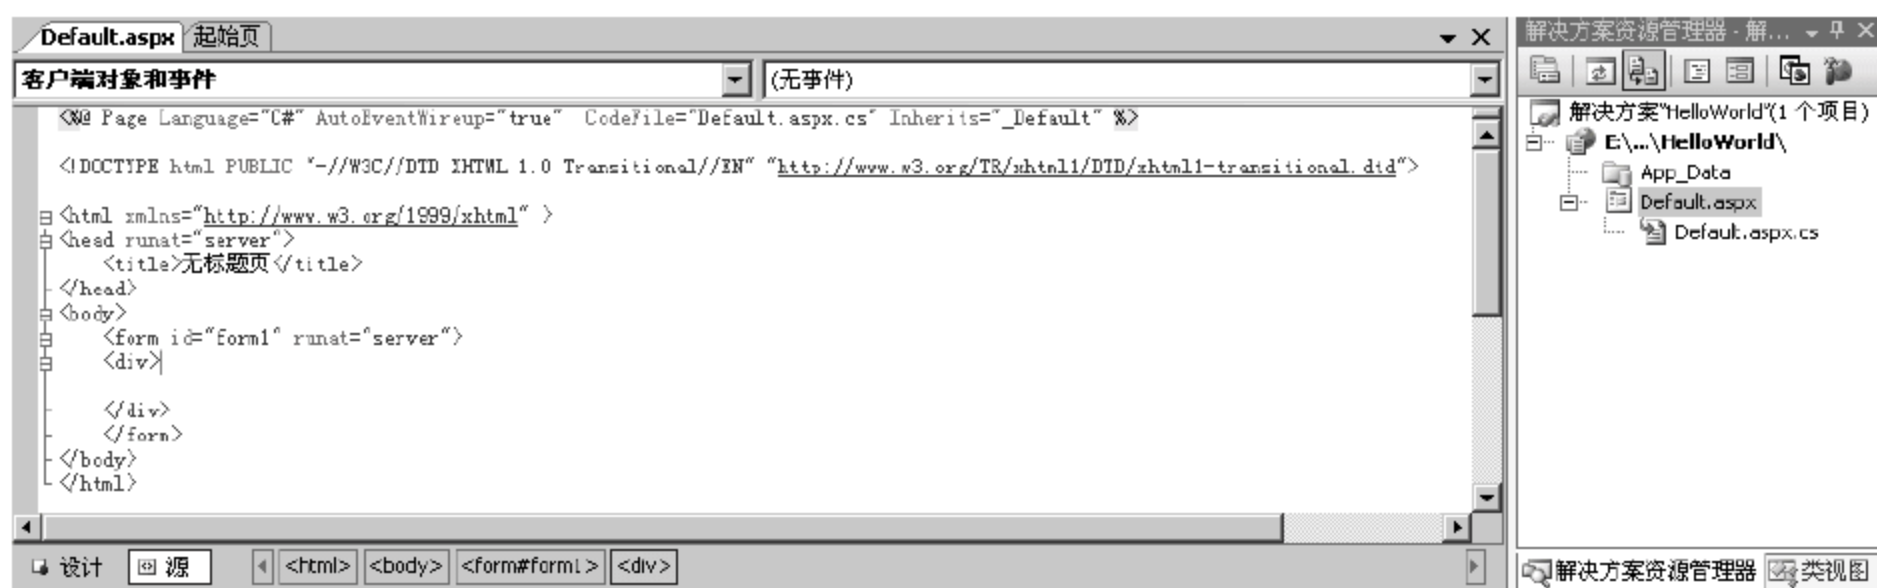 Default.aspx 起始页
客户端对象和事件 (无事件)
<%@ Page Language="C#" AutoEventWireup="true" CodeFile="Default.aspx.cs" Inherits="_Default" %>
<!DOCTYPE html PUBLIC "-//W3C//DTD XHTML 1.0 Transitional//EN" "http://www.w3.org/TR/xhtml1/DTD/xhtml1-transitional.dtd">
<html xmlns="http://www.w3.org/1999/xhtml" >
<head runat="server">
<title>无标题页</title>
</head>
<body>
<form id="form1" runat="server">
<div>
</div>
</form>
</body>
</html>
设计 源 <html> <body> <form#form1> <div>
解决方案资源管理器 - 解...
解决方案"HelloWorld"(1 个项目)
E:\...\HelloWorld\
App_Data
Default.aspx
Default.aspx.cs
解决方案资源管理器 类视图